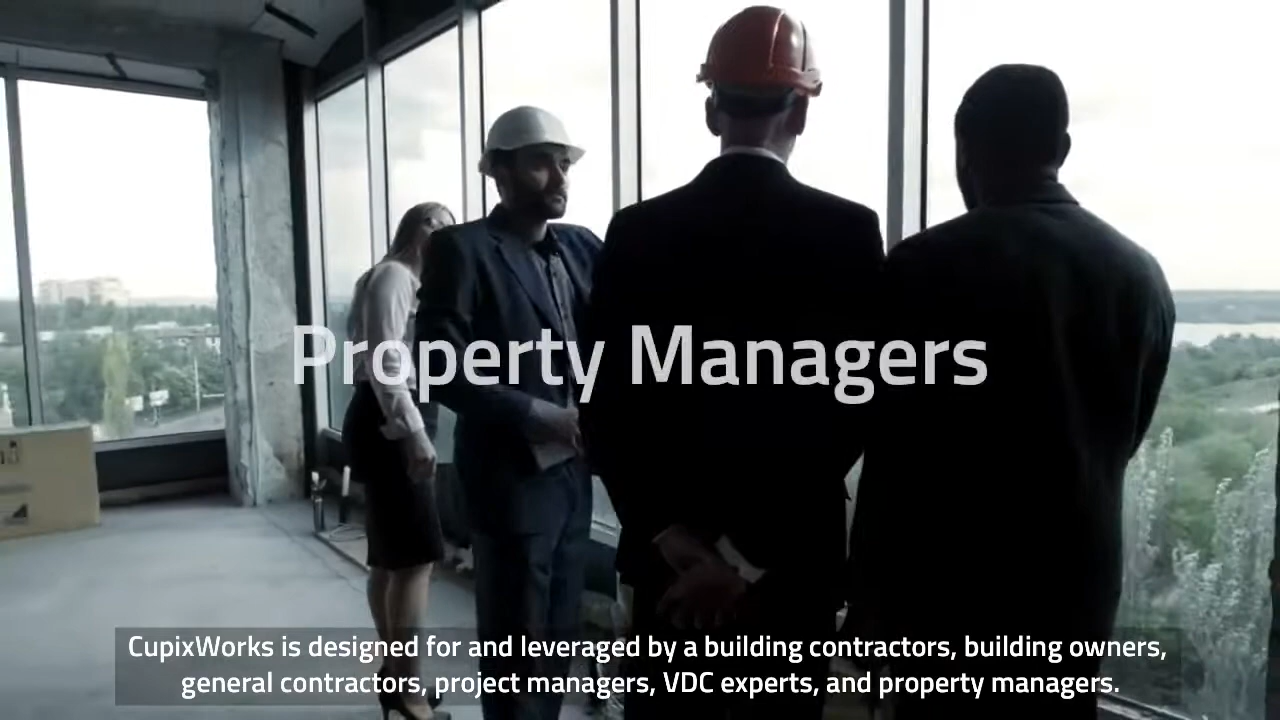 Property Managers
CupixWorks is designed for and leveraged by a building contractors, building owners,
general contractors, project managers, VDC experts, and property managers.